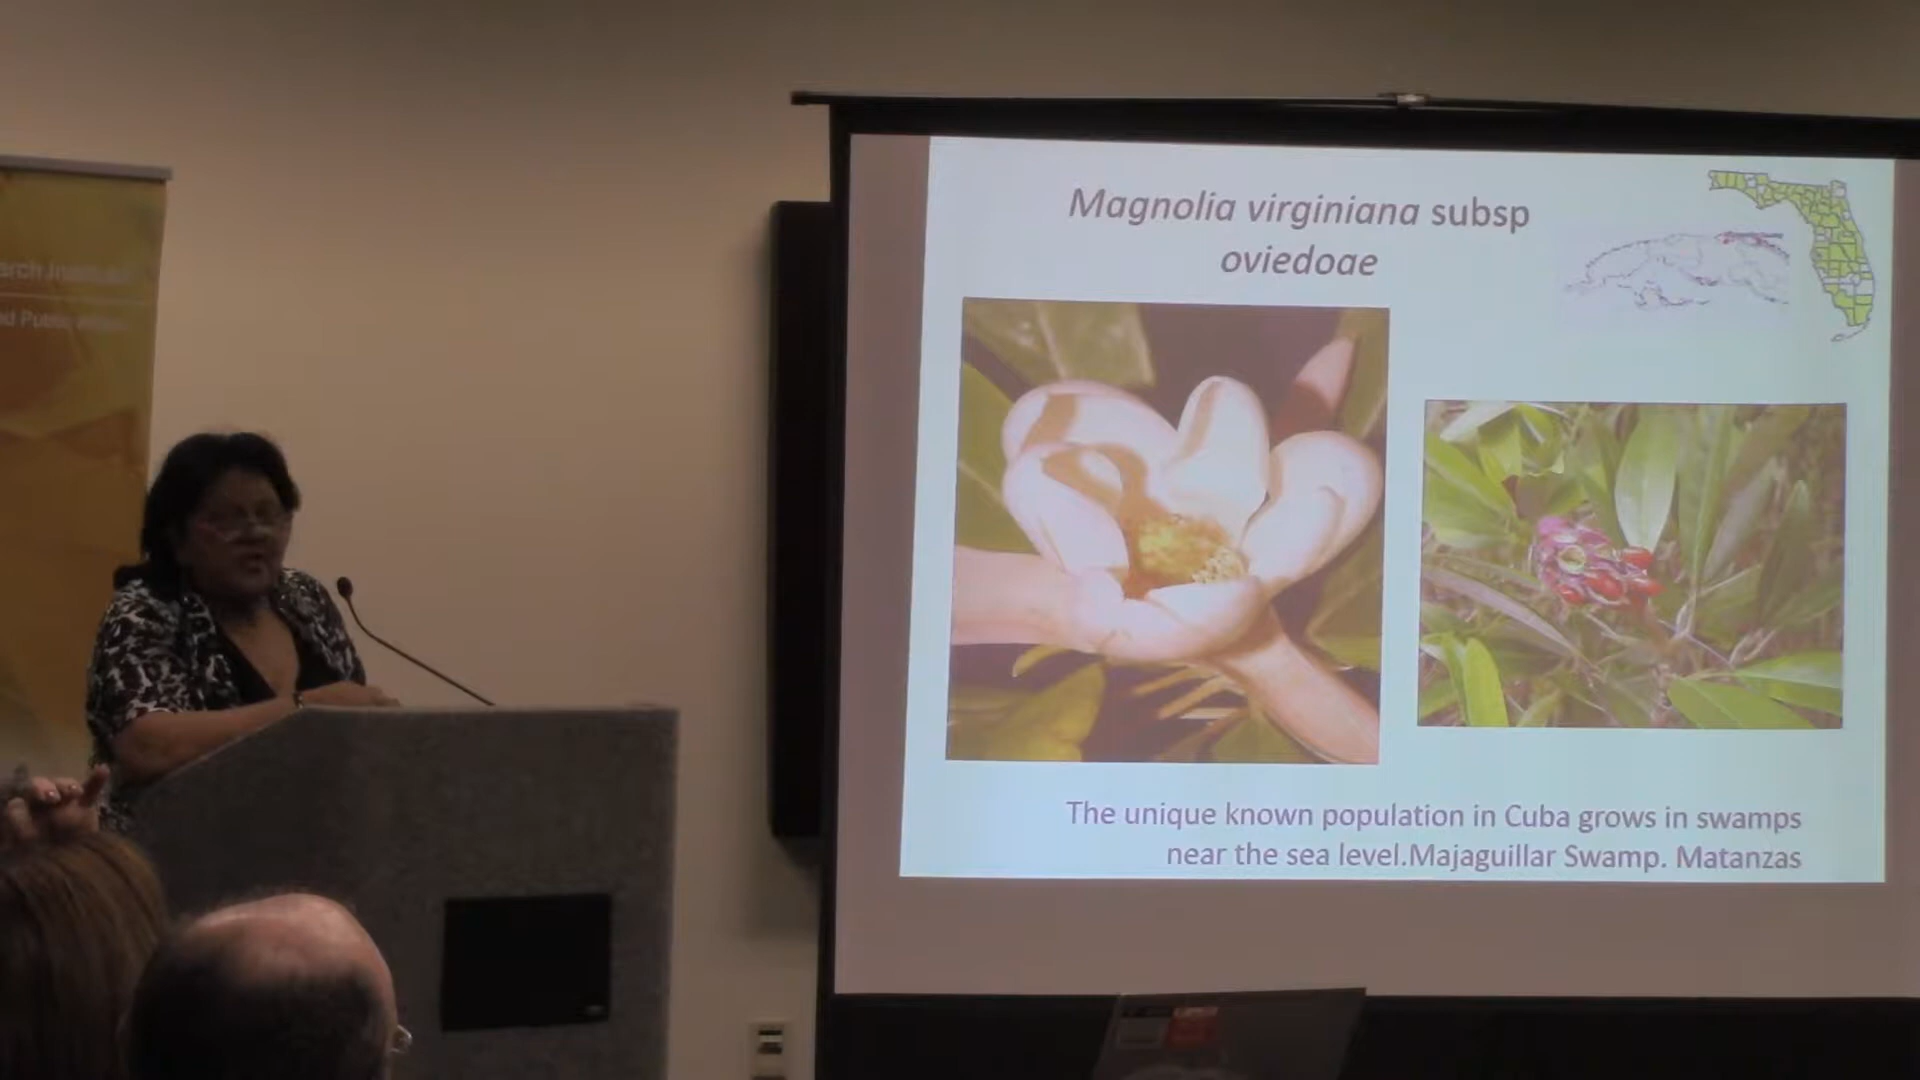 Magnolia virginiana subsp
oviedoae
The unique known population in Cuba grows in swamps
near the sea level.Majaguillar Swamp. Matanzas